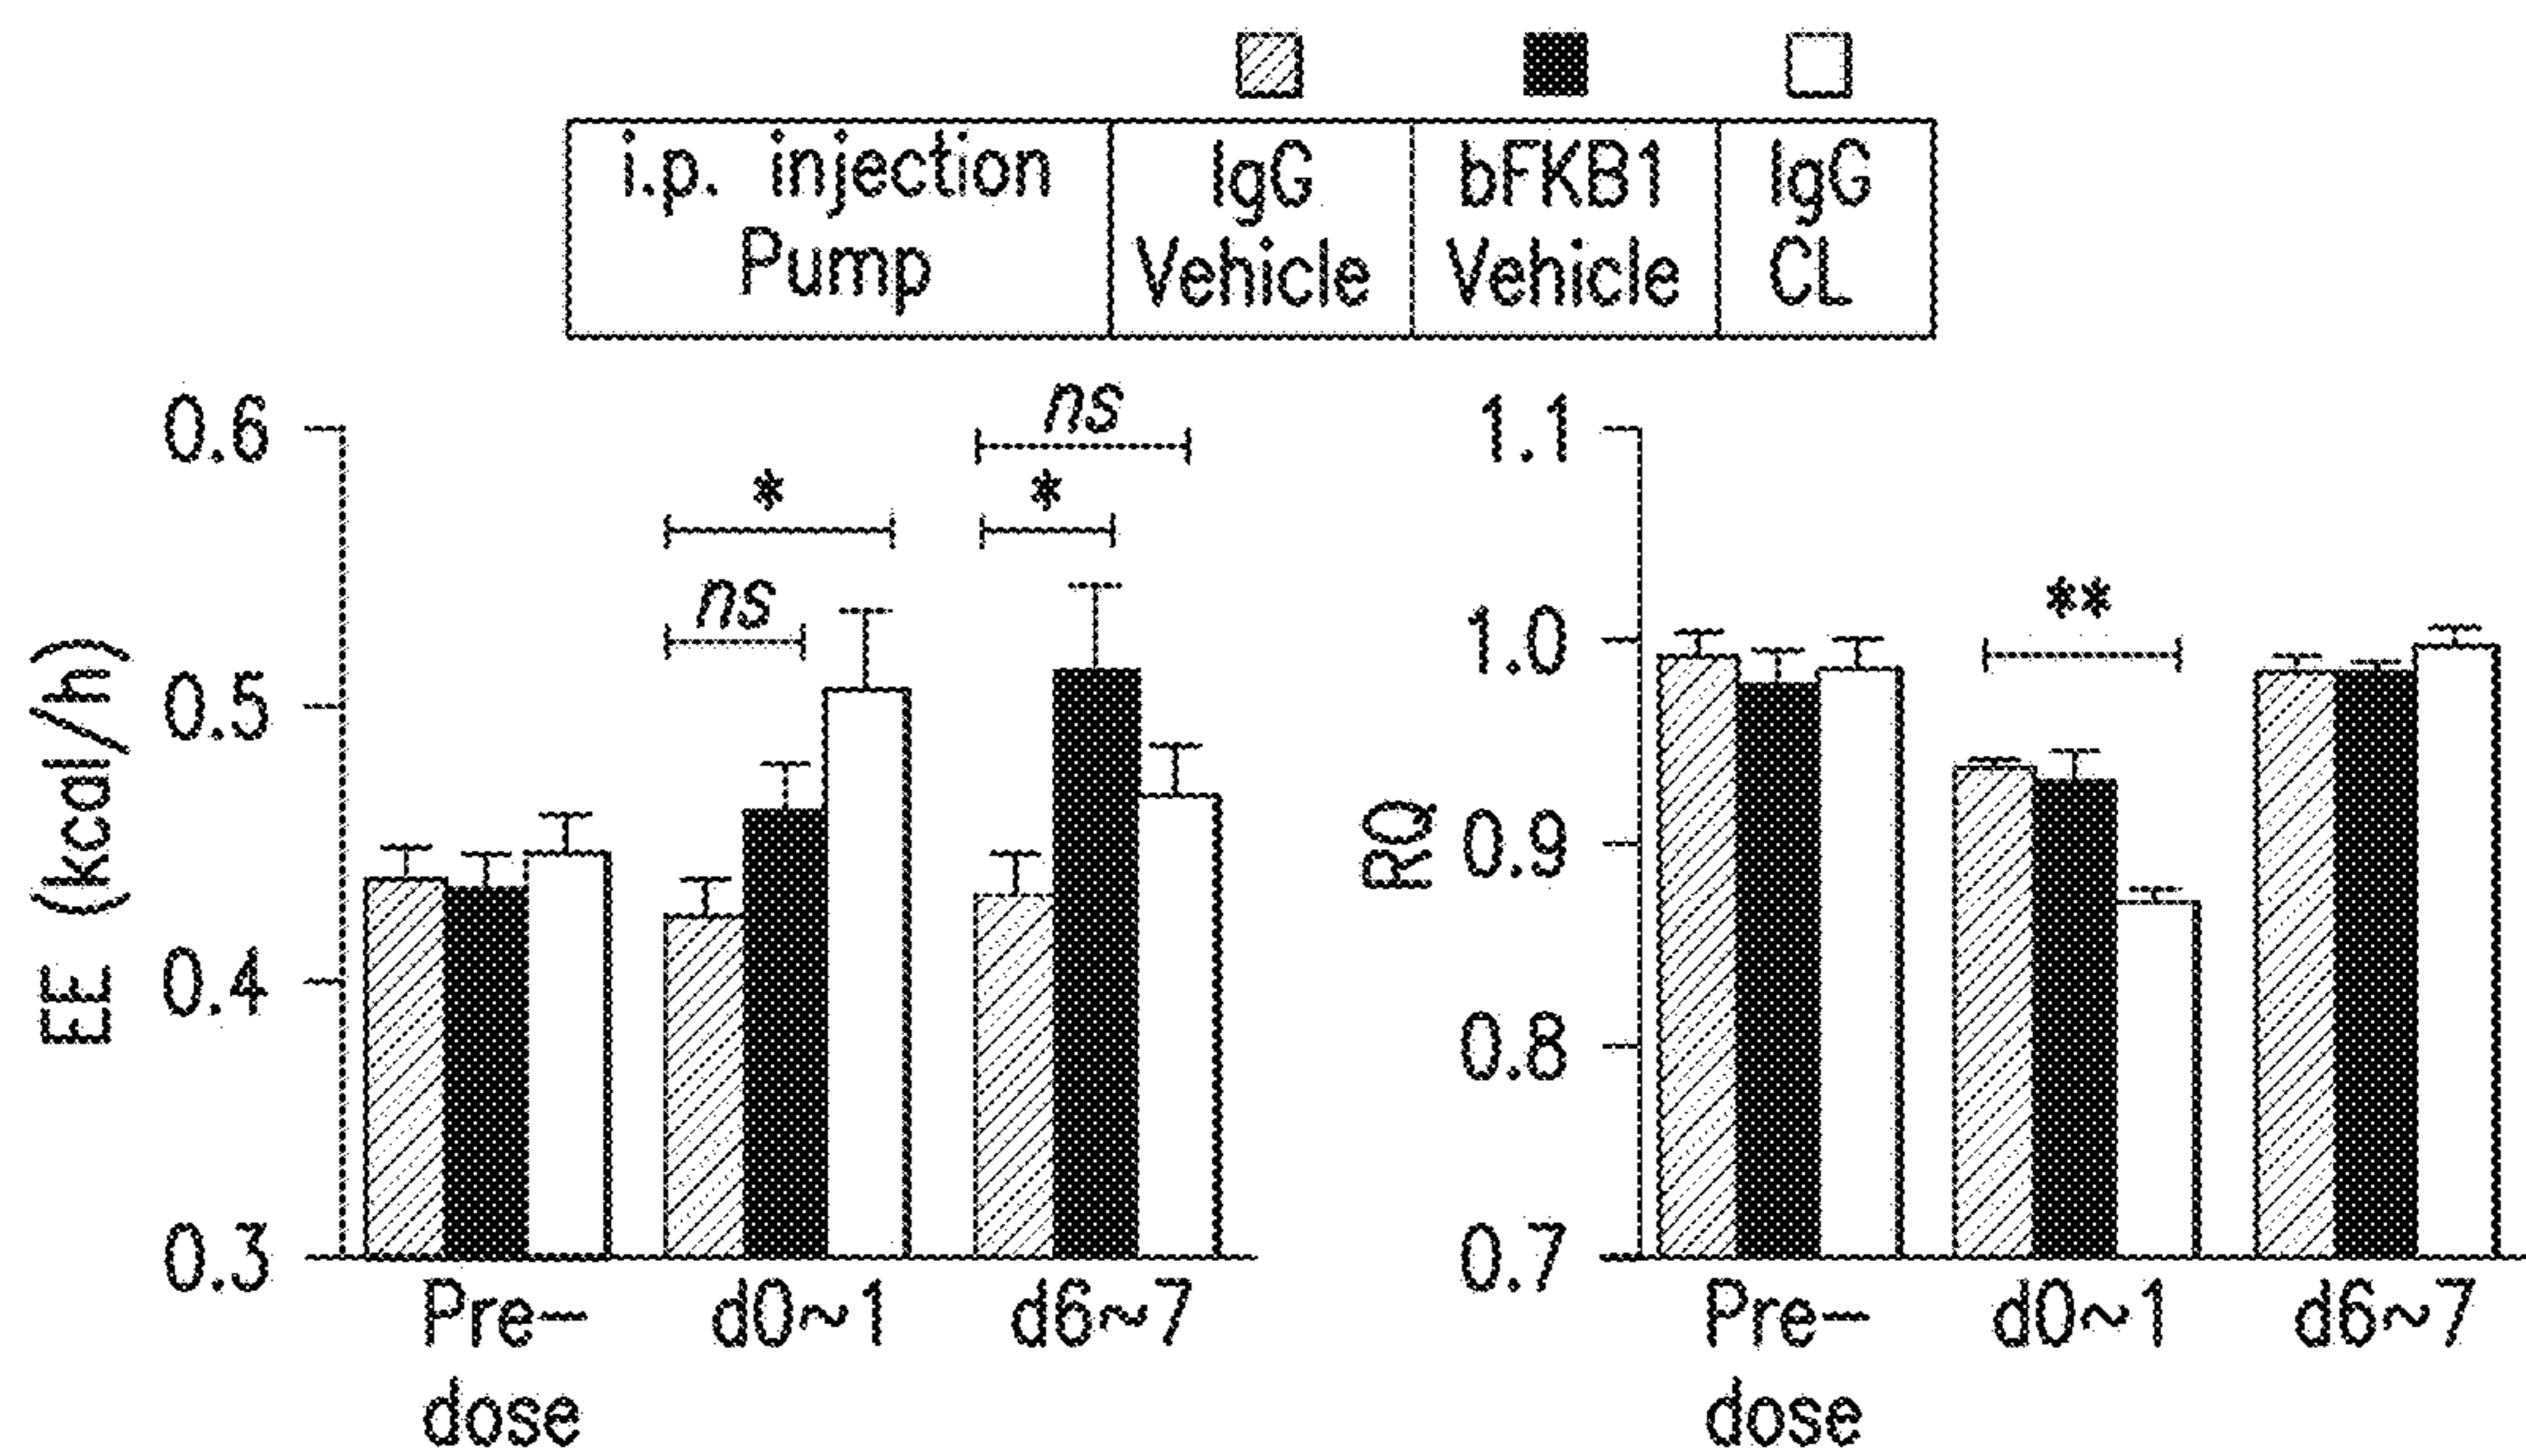 i.p. injection IgG bFKB1 IgG
Pump Vehicle Vehicle CL
EE (kcal/h)
0.6
0.5
0.4
0.3
ns
*
*
ns
Pre- d0~1 d6~7
dose
RQ
1.1
1.0
0.9
0.8
0.7
**
Pre- d0~1 d6~7
dose